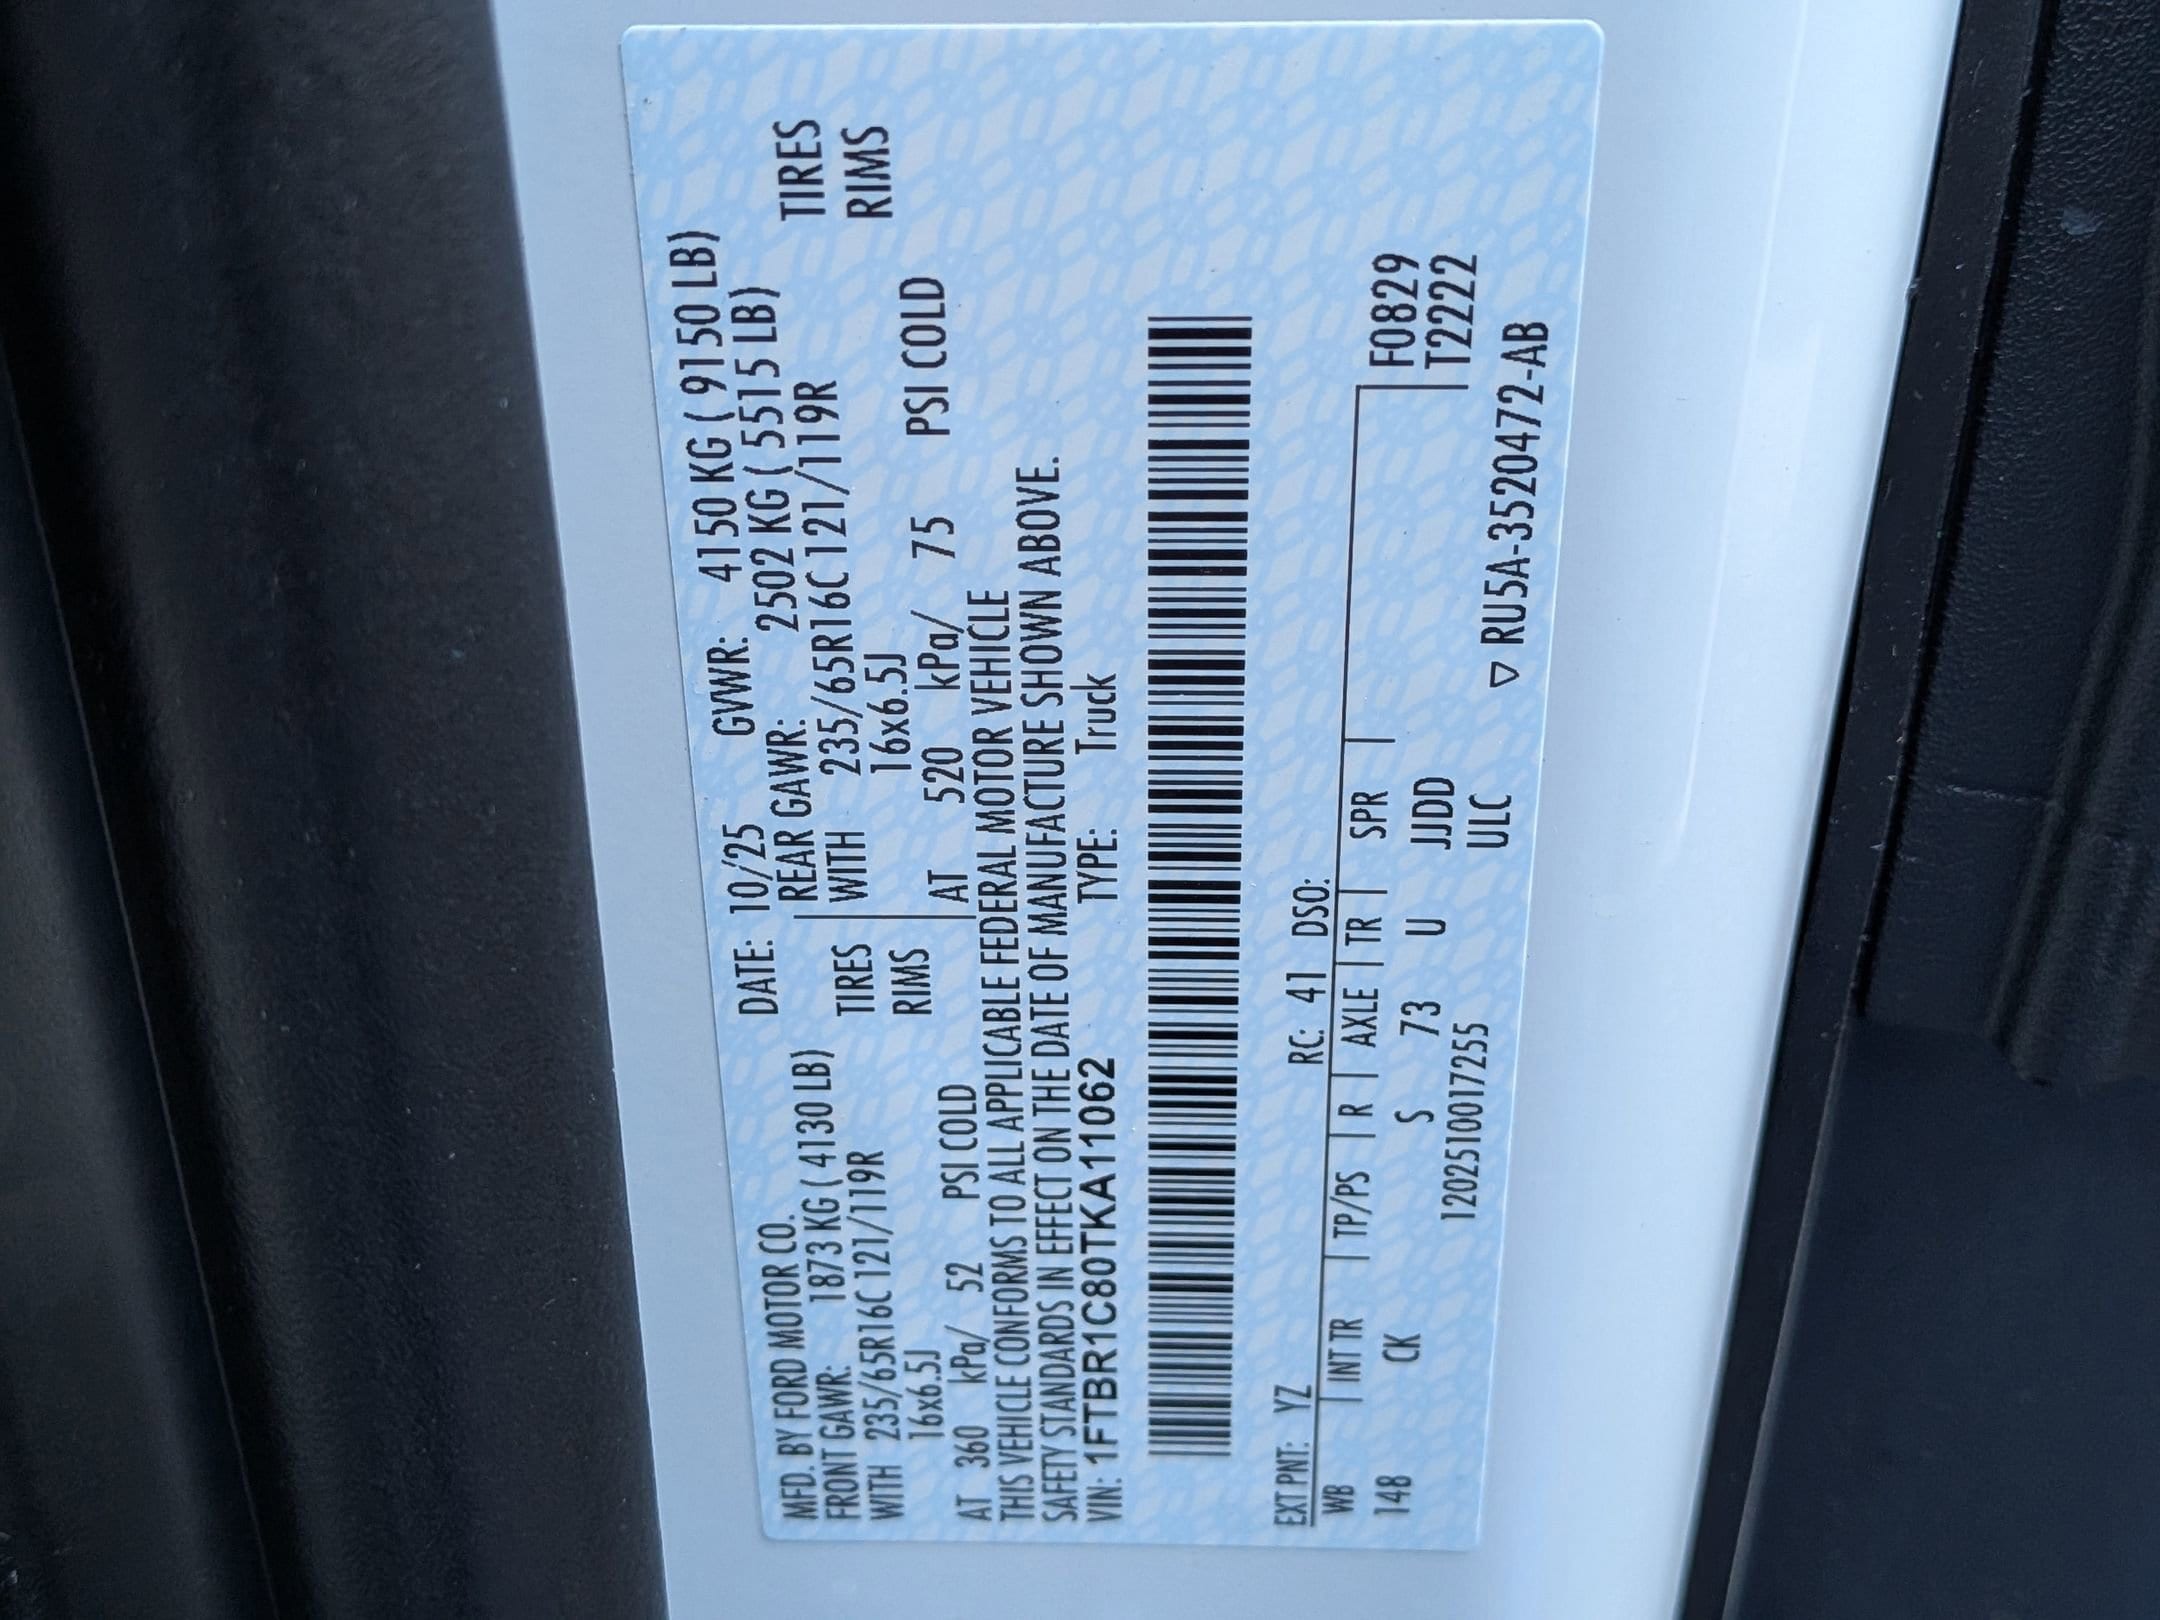 MFD. BY FORD MOTOR CO. DATE: 10/25 GVWR: 4150 KG ( 9150 LB)
FRONT GAWR: 1873 KG ( 4130 LB) REAR GAWR: 2502 KG ( 5515 LB)
WITH 235/65R16C 121/119R TIRES WITH 235/65R16C 121/119R TIRES
16x6.5J RIMS 16x6.5J RIMS
AT 360 kPa/ 52 PSI COLD AT 520 kPa/ 75 PSI COLD
THIS VEHICLE CONFORMS TO ALL APPLICABLE FEDERAL MOTOR VEHICLE
SAFETY STANDARDS IN EFFECT ON THE DATE OF MANUFACTURE SHOWN ABOVE.
VIN: 1FTBR1C80TKA11062 TYPE: Truck
EXT PNT: YZ RC: 41 DSO:
WB | INT TR | TP/PS | R | AXLE | TR | SPR | F0829
148 CK S 73 U JJDD T2222
1202510017255 ULC
▽ RU5A-3520472-AB